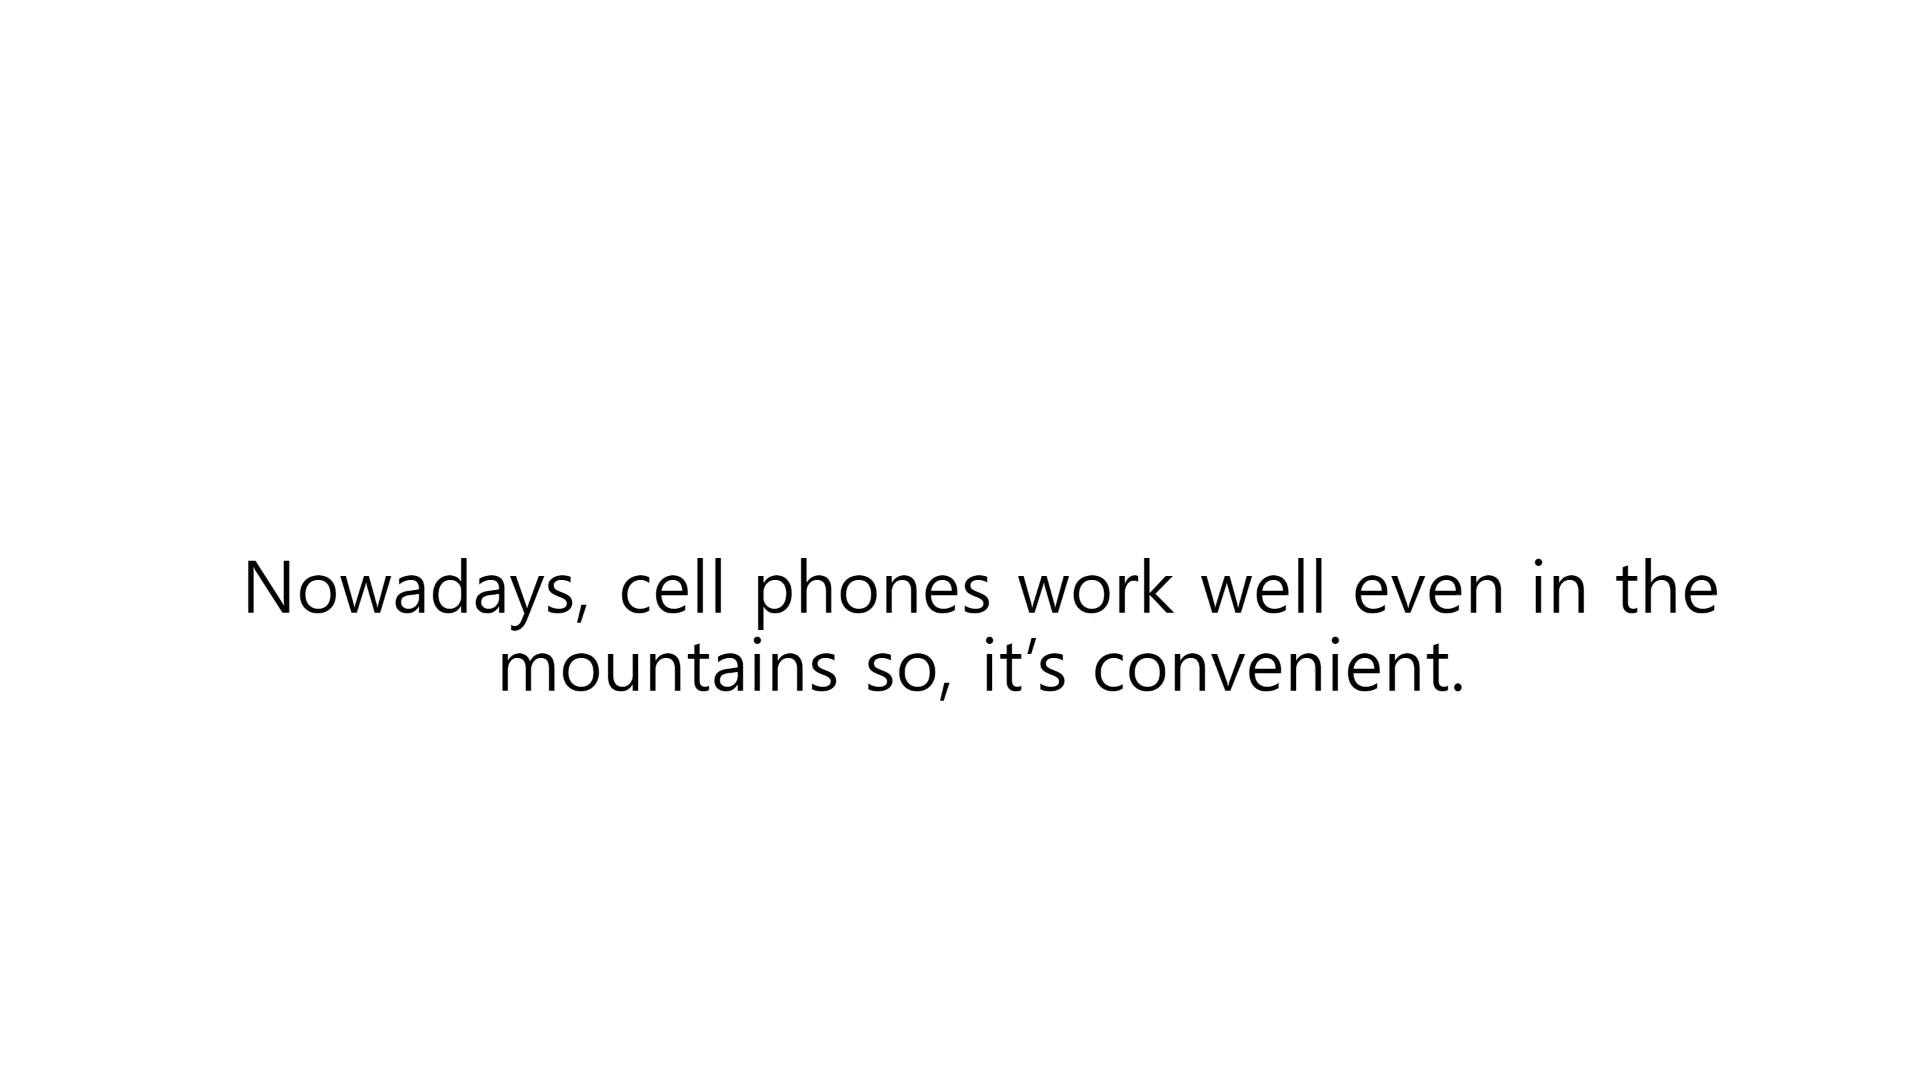 Nowadays, cell phones work well even in the
mountains so, it’s convenient.